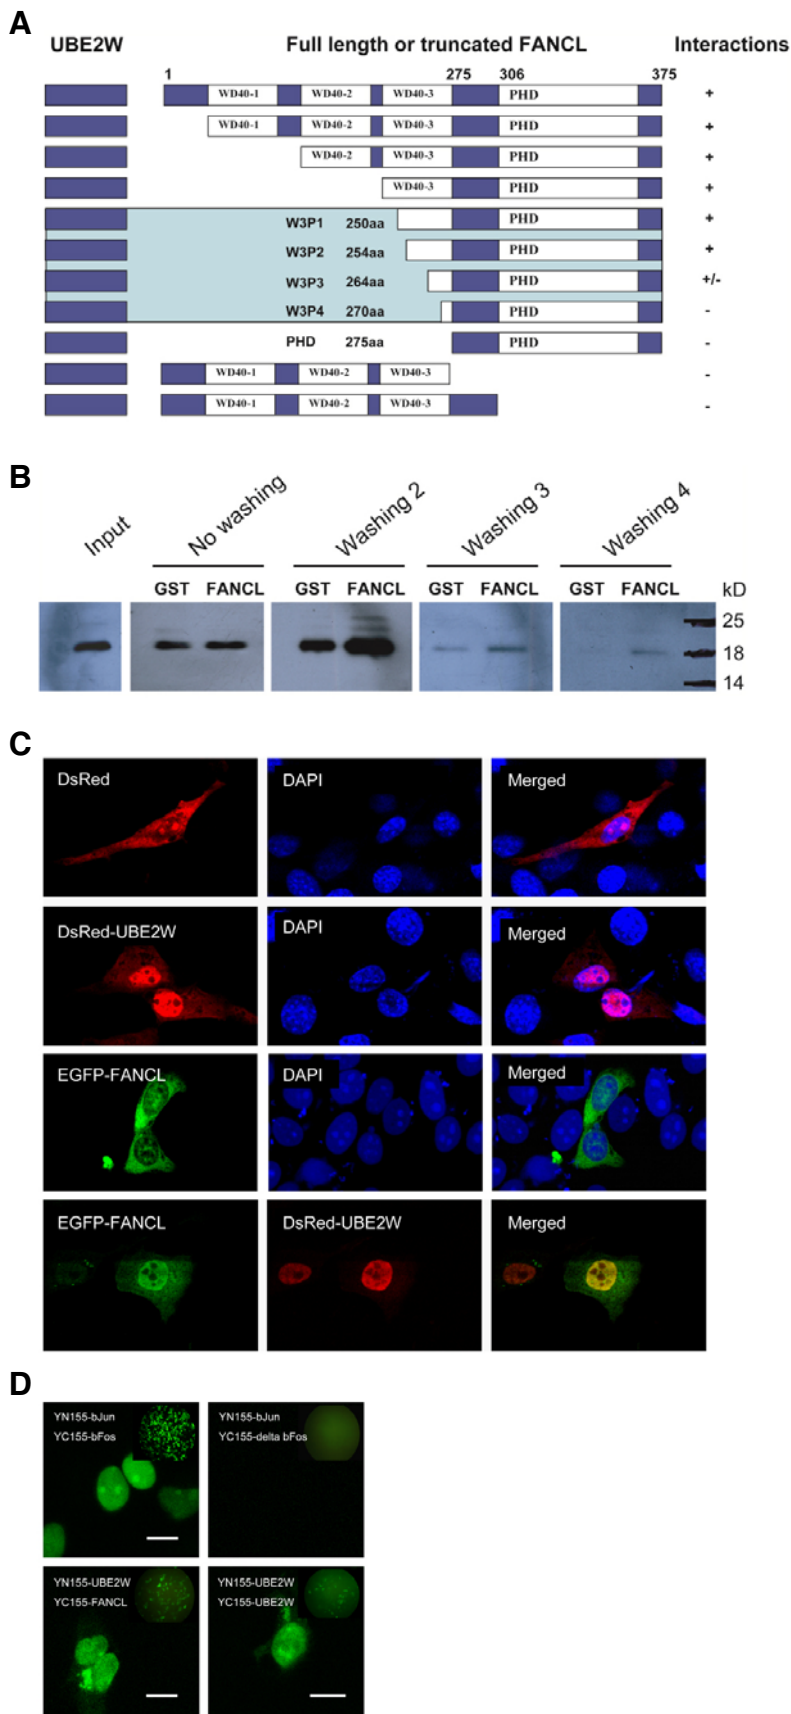 A
UBE2W Full length or truncated FANCL Interactions
1 275 306 375
WD40-1 WD40-2 WD40-3 PHD +
WD40-1 WD40-2 WD40-3 PHD +
WD40-2 WD40-3 PHD +
WD40-3 PHD +
W3P1 250aa PHD +
W3P2 254aa PHD +
W3P3 264aa PHD +/-
W3P4 270aa PHD -
PHD 275aa PHD -
WD40-1 WD40-2 WD40-3 -
WD40-1 WD40-2 WD40-3 -
B
Input No washing Washing 2 Washing 3 Washing 4
GST FANCL GST FANCL GST FANCL GST FANCL kD
25
18
14
C
DsRed DAPI Merged
DsRed-UBE2W DAPI Merged
EGFP-FANCL DAPI Merged
EGFP-FANCL DsRed-UBE2W Merged
D
YN155-bJun YN155-bJun
YC155-bFos YC155-delta bFos
YN155-UBE2W YN155-UBE2W
YC155-FANCL YC155-UBE2W